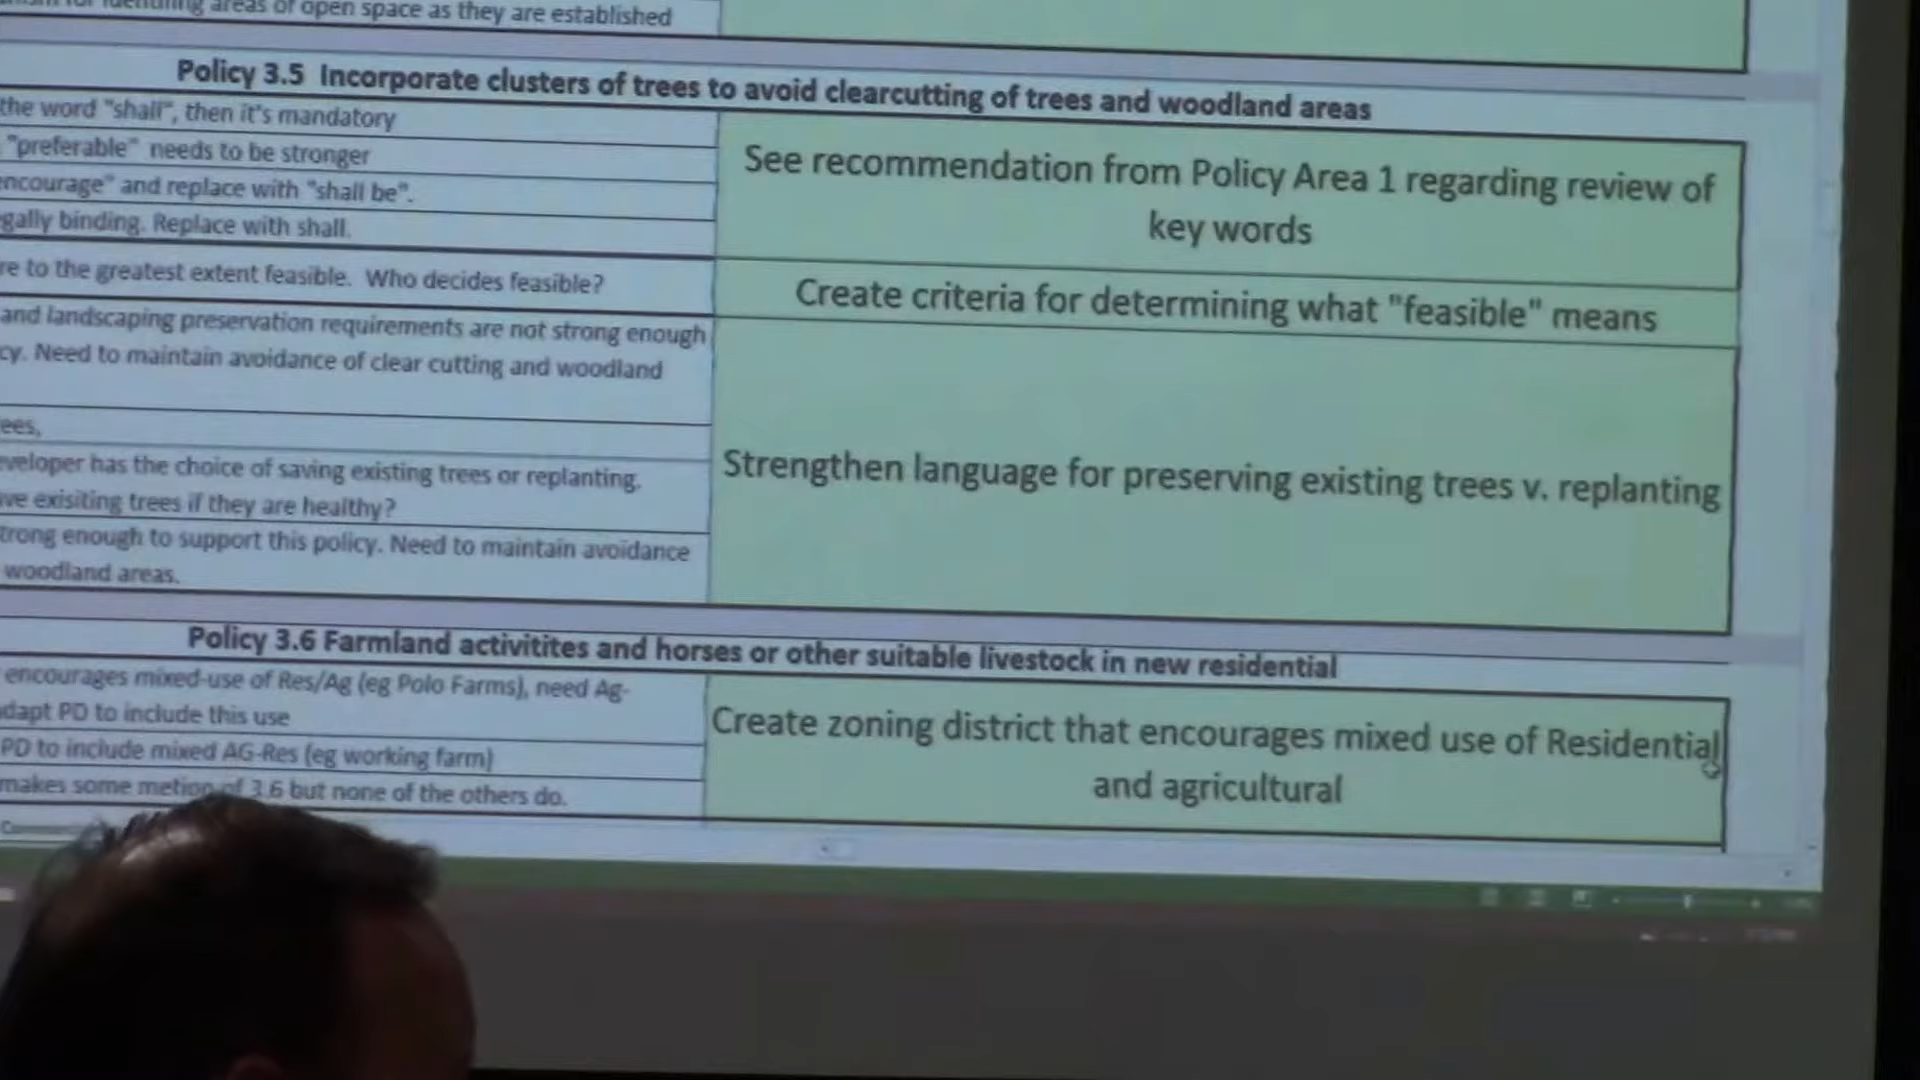 areas of open space as they are established
Policy 3.5 Incorporate clusters of trees to avoid clearcutting of trees and woodland areas
the word "shall", then it's mandatory
"preferable" needs to be stronger
encourage" and replace with "shall be".
gally binding. Replace with shall.
See recommendation from Policy Area 1 regarding review of
key words
re to the greatest extent feasible. Who decides feasible?
Create criteria for determining what "feasible" means
and landscaping preservation requirements are not strong enough
cy. Need to maintain avoidance of clear cutting and woodland
ees,
eveloper has the choice of saving existing trees or replanting.
ve exisiting trees if they are healthy?
trong enough to support this policy. Need to maintain avoidance
woodland areas.
Strengthen language for preserving existing trees v. replanting
Policy 3.6 Farmland activitites and horses or other suitable livestock in new residential
encourages mixed-use of Res/Ag (eg Polo Farms), need Ag-
dapt PD to include this use
PD to include mixed AG-Res (eg working farm)
makes some metion of 3.6 but none of the others do.
Create zoning district that encourages mixed use of Residential
and agricultural